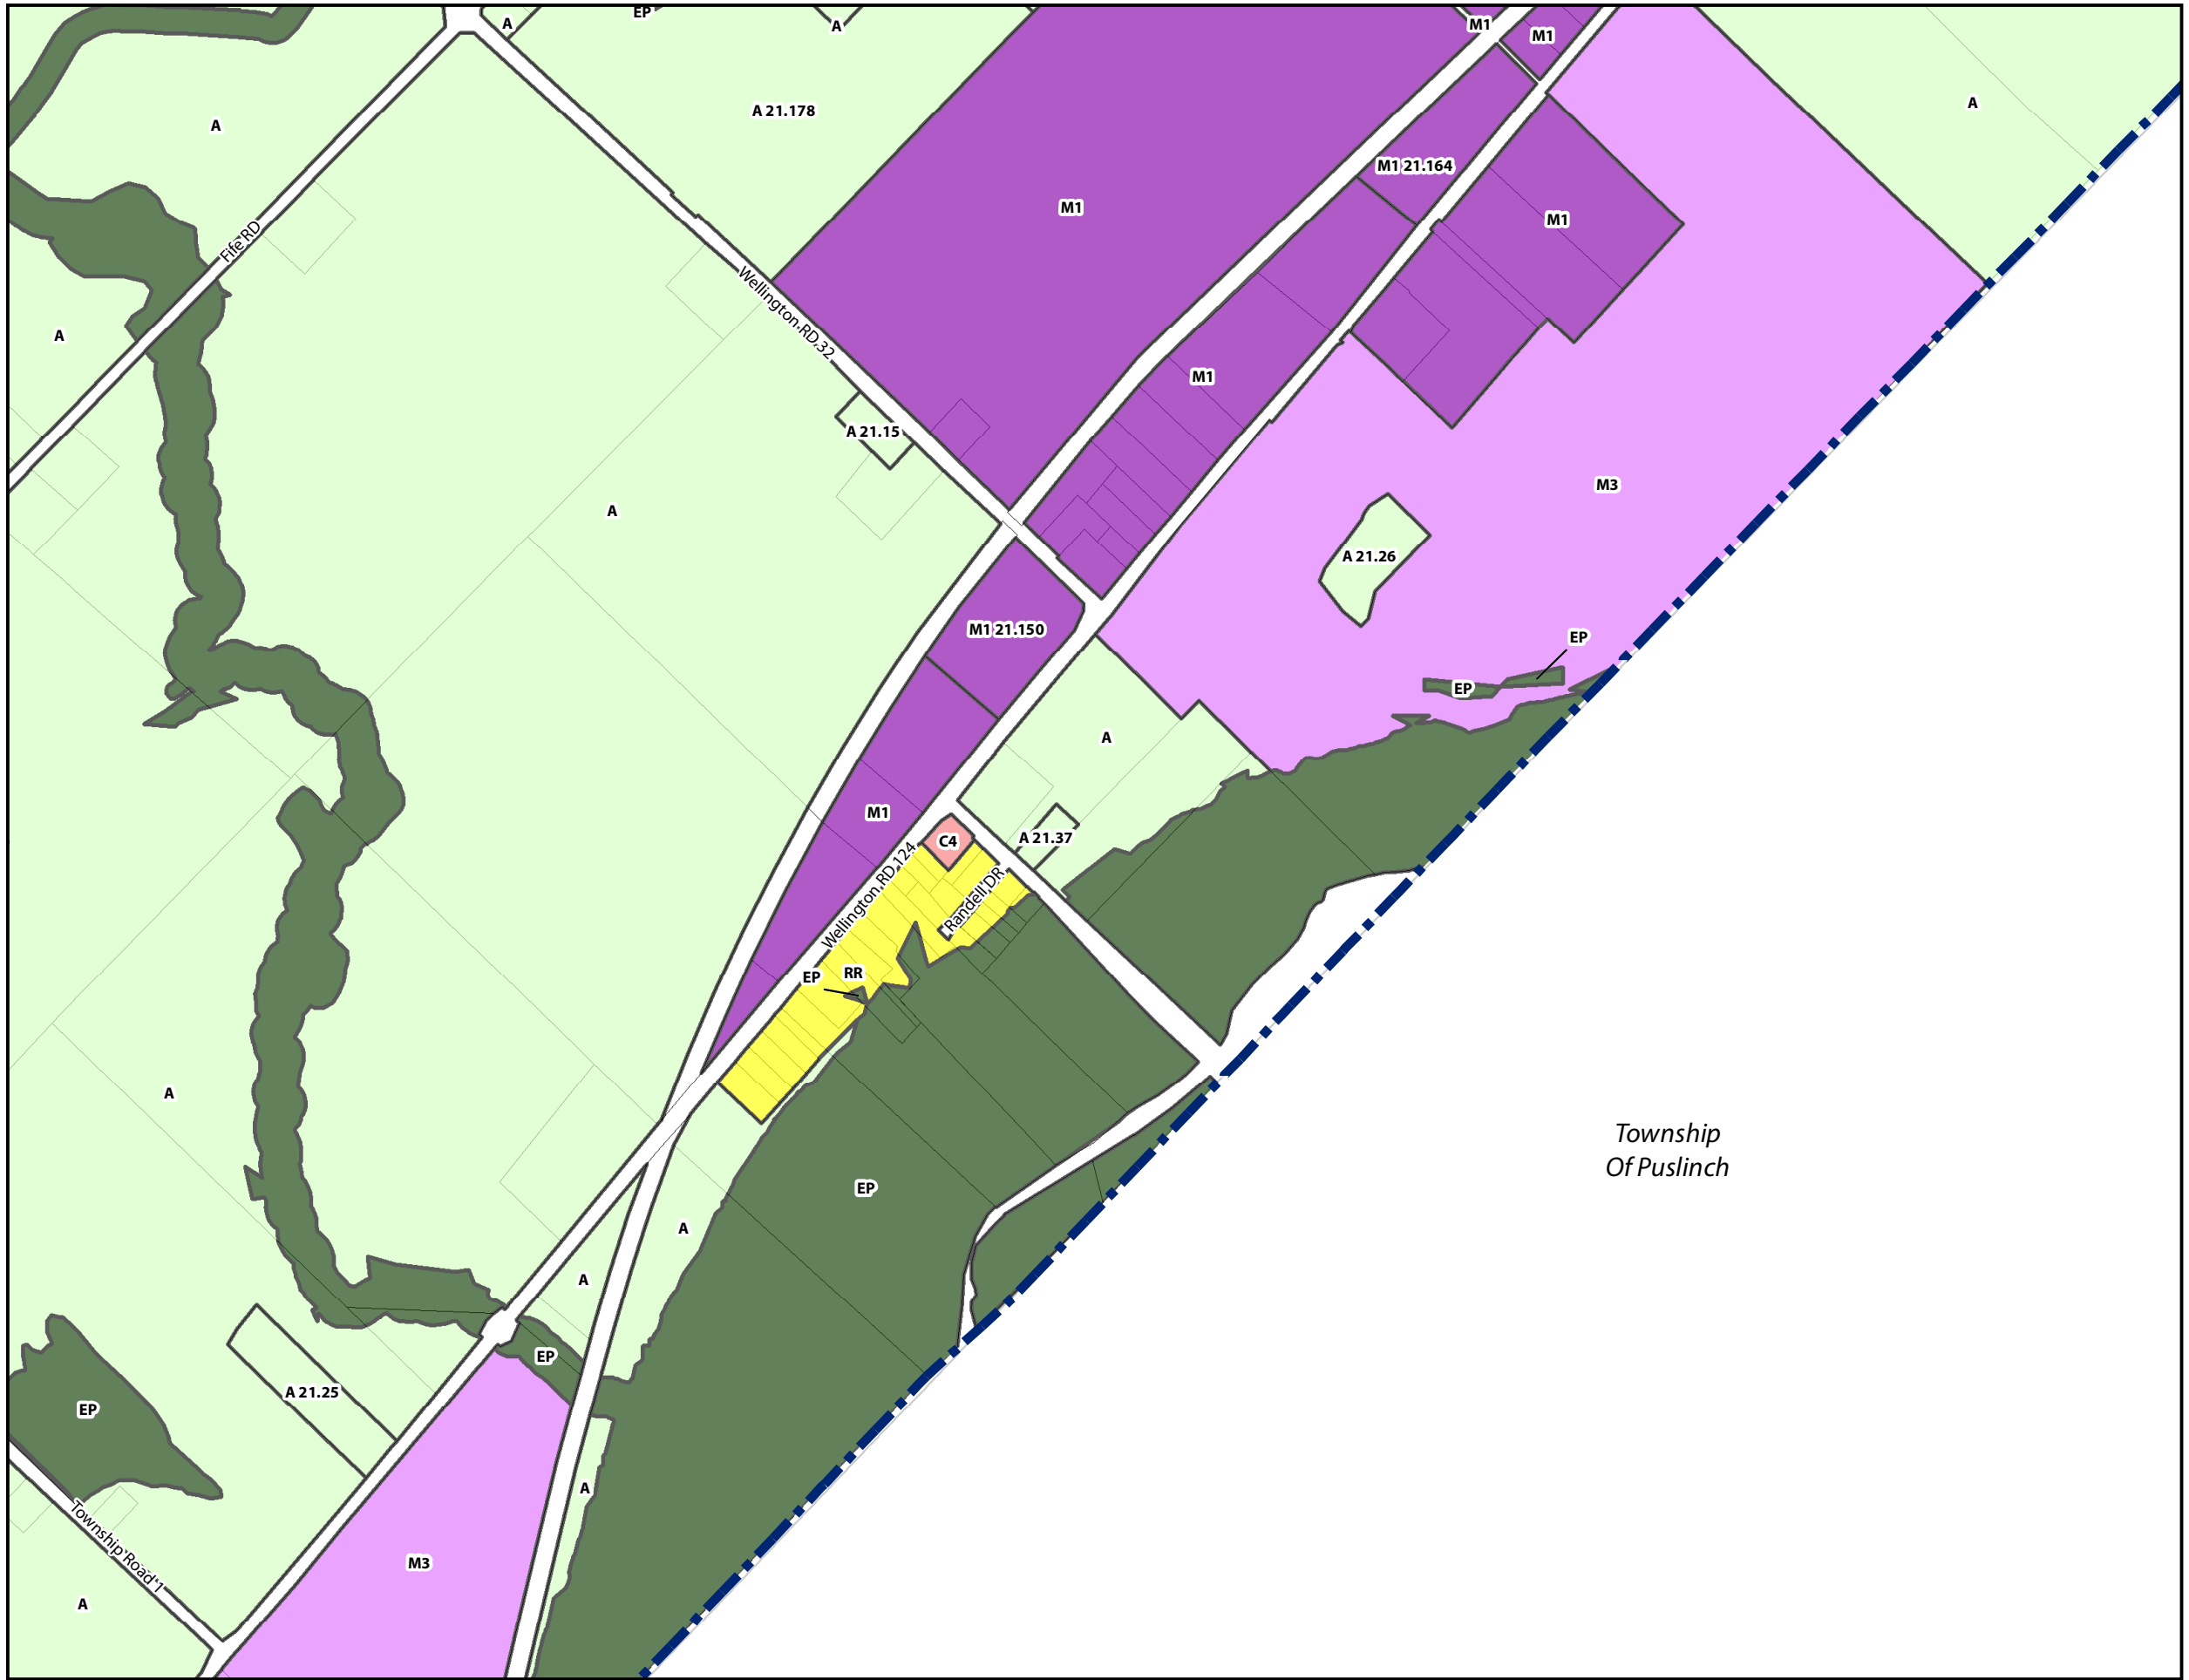 EP
A
A
M1
M1
A
A 21.178
A
M1 21.164
M1
M1
Fife RD
Wellington RD 32
A
M1
A 21.15
M3
A
A 21.26
M1 21.150
EP
EP
A
M1
A 21.37
C4
Wellington RD 124
Randell DR
EP
RR
A
Township
Of Puslinch
EP
A
A
EP
A 21.25
EP
A
Township Road 1
M3
A